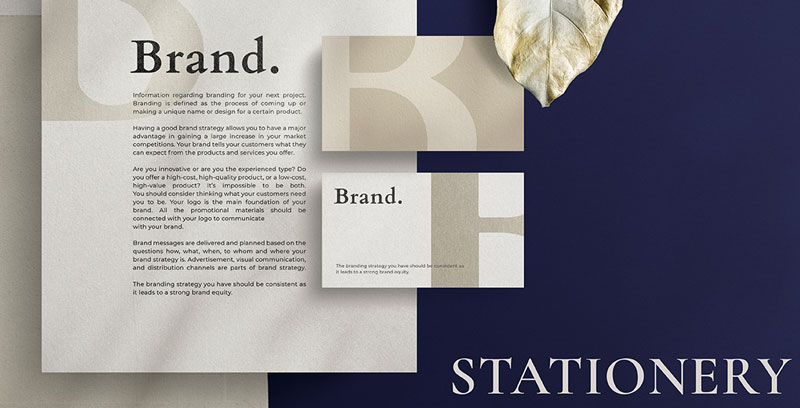 Brand.
Information regarding branding for your next project.
Branding is defined as the process of coming up or
making a unique name or design for a certain product.
Having a good brand strategy allows you to have a major
advantage in gaining a large increase in your market
competitions. Your brand tells your customers what they
can expect from the products and services you offer.
Are you innovative or are you the experienced type? Do
you offer a high-cost, high-quality product, or a low-cost,
high-value product? It's impossible to be both.
You should consider thinking what your customers need
you to be. Your logo is the main foundation of your
brand. All the promotional materials should be
connected with your logo to communicate
with your brand.
Brand messages are delivered and planned based on the
questions how, what, when, to whom and where your
brand strategy is. Advertisement, visual communication,
and distribution channels are parts of brand strategy.
The branding strategy you have should be consistent as
it leads to a strong brand equity.
B
Brand.
The branding strategy you have should be consistent as
it leads to a strong brand equity.
STATIONERY